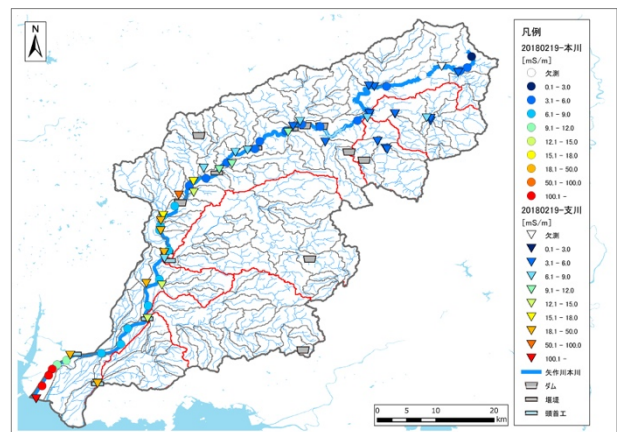 N
凡例
20180219-本川
[mS/m]
欠測
0.1 - 3.0
3.1 - 6.0
6.1 - 9.0
9.1 - 12.0
12.1 - 15.0
15.1 - 18.0
18.1 - 50.0
50.1 - 100.0
100.1 -
20180219-支川
[mS/m]
欠測
0.1 - 3.0
3.1 - 6.0
6.1 - 9.0
9.1 - 12.0
12.1 - 15.0
15.1 - 18.0
18.1 - 50.0
50.1 - 100.0
100.1 -
矢作川本川
ダム
堰堤
頭首工
0 5 10 20
km